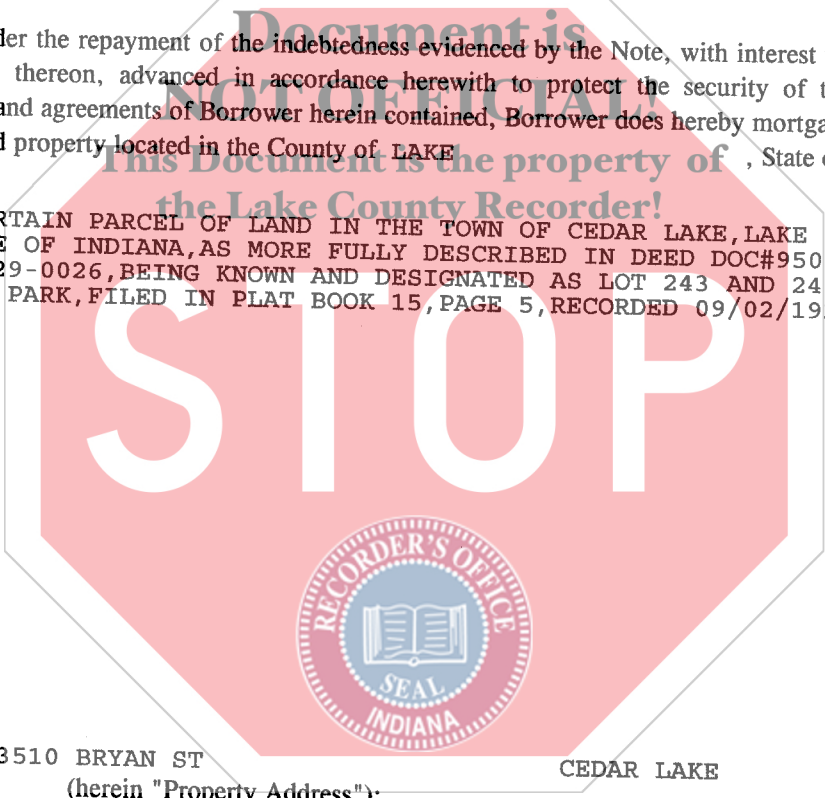 Document is
der the repayment of the indebtedness evidenced by the Note, with interest
thereon, advanced in accordance herewith to protect the security of t
NOT OFFICIAL!
and agreements of Borrower herein contained, Borrower does hereby mortga
d property located in the County of LAKE , State o
This Document is the property of
the Lake County Recorder!
RTAIN PARCEL OF LAND IN THE TOWN OF CEDAR LAKE,LAKE
E OF INDIANA,AS MORE FULLY DESCRIBED IN DEED DOC#950
29-0026,BEING KNOWN AND DESIGNATED AS LOT 243 AND 24
PARK,FILED IN PLAT BOOK 15,PAGE 5,RECORDED 09/02/19
STOP
RECORDER'S OFFICE
SEAL
INDIANA
3510 BRYAN ST CEDAR LAKE
(herein "Property Address");